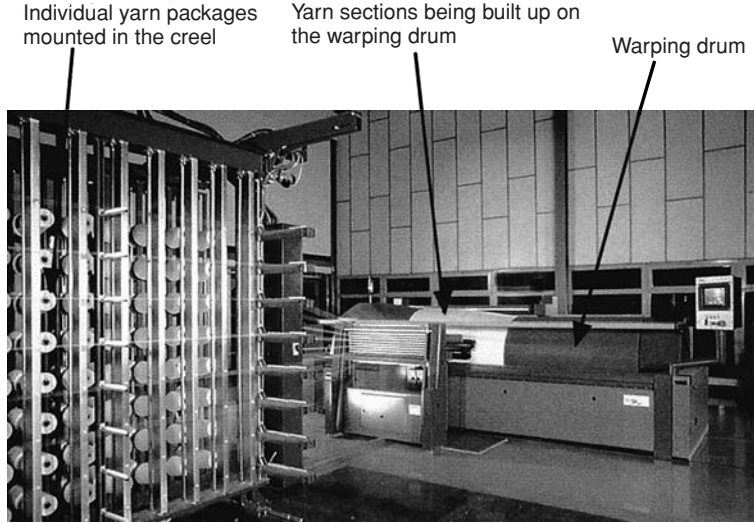 Individual yarn packages
mounted in the creel
Yarn sections being built up on
the warping drum
Warping drum